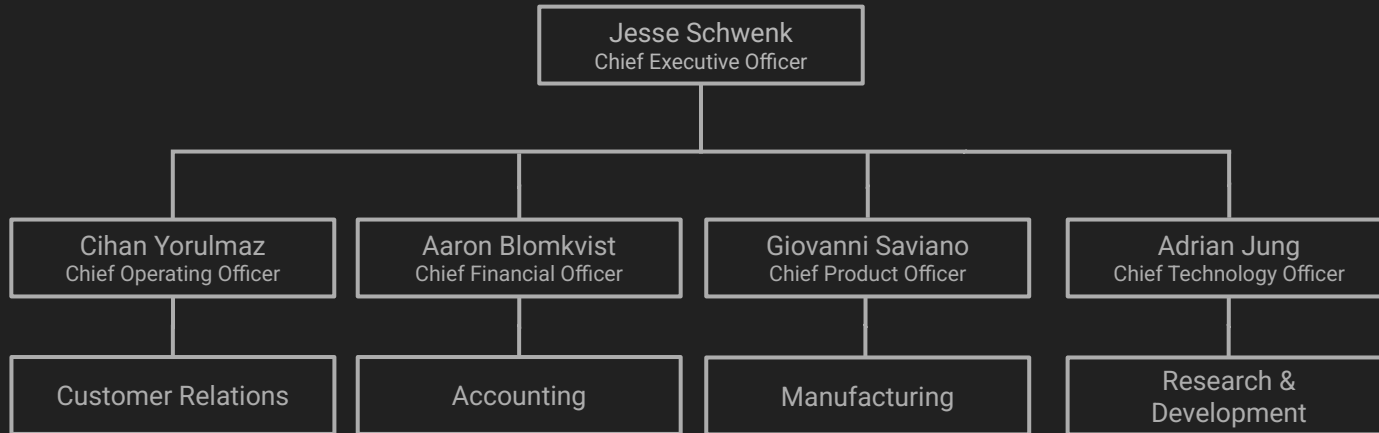 Jesse Schwenk
Chief Executive Officer
Cihan Yorulmaz
Chief Operating Officer
Aaron Blomkvist
Chief Financial Officer
Giovanni Saviano
Chief Product Officer
Adrian Jung
Chief Technology Officer
Customer Relations
Accounting
Manufacturing
Research &
Development